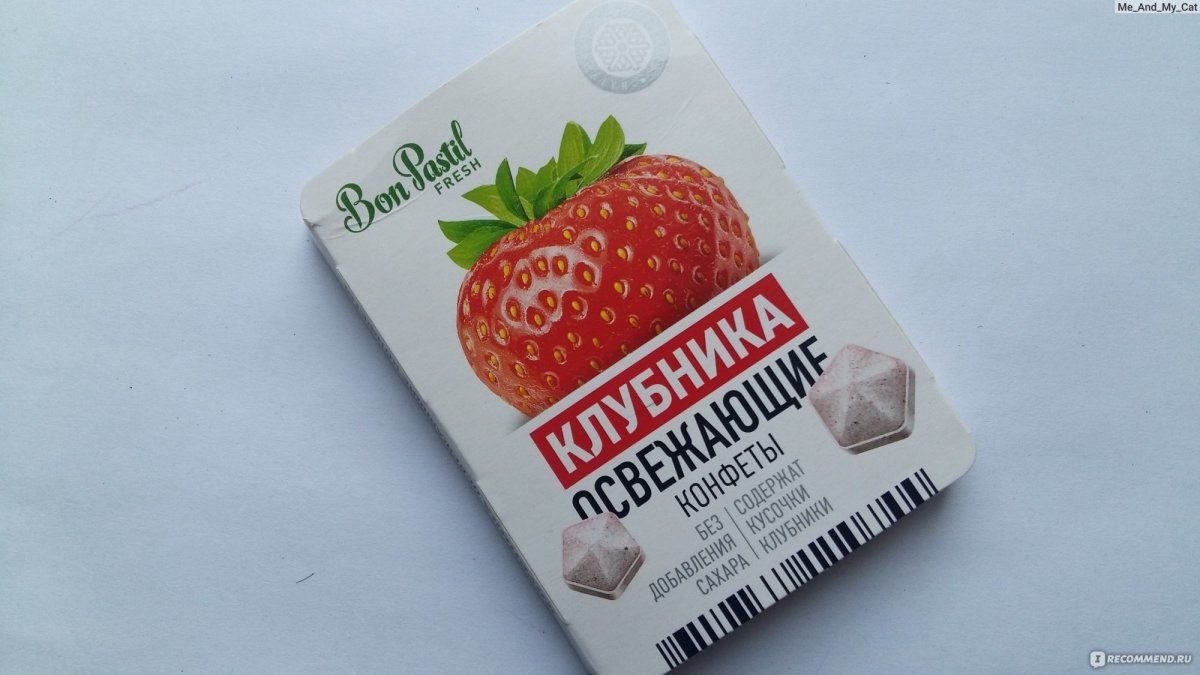 Me_And_My_Cat
Bon Pastil
FRESH
КЛУБНИКА
ОСВЕЖАЮЩИЕ
КОНФЕТЫ
БЕЗ
ДОБАВЛЕНИЯ
САХАРА
СОДЕРЖАТ
КУСОЧКИ
КЛУБНИКИ
I RECOMMEND.RU